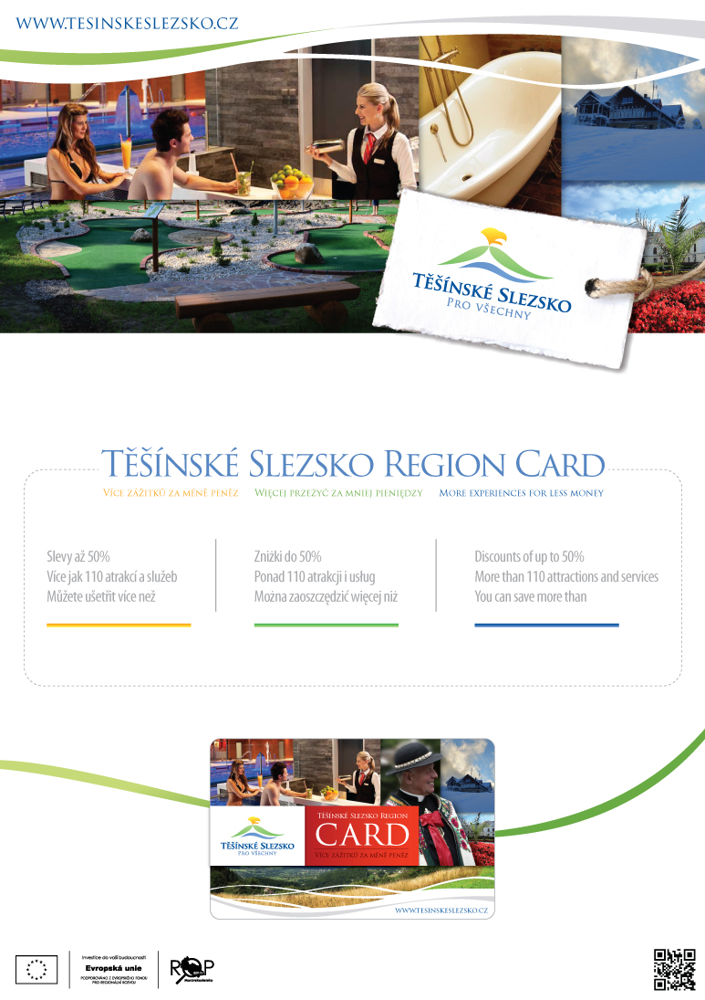 WWW.TESINSKESLEZSKO.CZ
TĚŠÍNSKÉ SLEZSKO
PRO VŠECHNY
TĚŠÍNSKÉ SLEZSKO REGION CARD
VÍCE ZÁŽITKŮ ZA MÉNĚ PENĚZ
WIĘCEJ PRZEŻYĆ ZA MNIEJ PIENIĘDZY
MORE EXPERIENCES FOR LESS MONEY
Slevy až 50%
Více jak 110 atrakcí a služeb
Můžete ušetřit více než
Zniżki do 50%
Ponad 110 atrakcji i usług
Można zaoszczędzić więcej niż
Discounts of up to 50%
More than 110 attractions and services
You can save more than
TĚŠÍNSKÉ SLEZSKO REGION
CARD
VÍCE ZÁŽITKŮ ZA MÉNĚ PENĚZ
TĚŠÍNSKÉ SLEZSKO
PRO VŠECHNY
WWW.TESINSKESLEZSKO.CZ
Investice do vaší budoucnosti
Evropská unie
PODPOROVÁNO Z EVROPSKÉHO FONDU
PRO REGIONÁLNÍ ROZVOJ
ROP
Moravskoslezsko